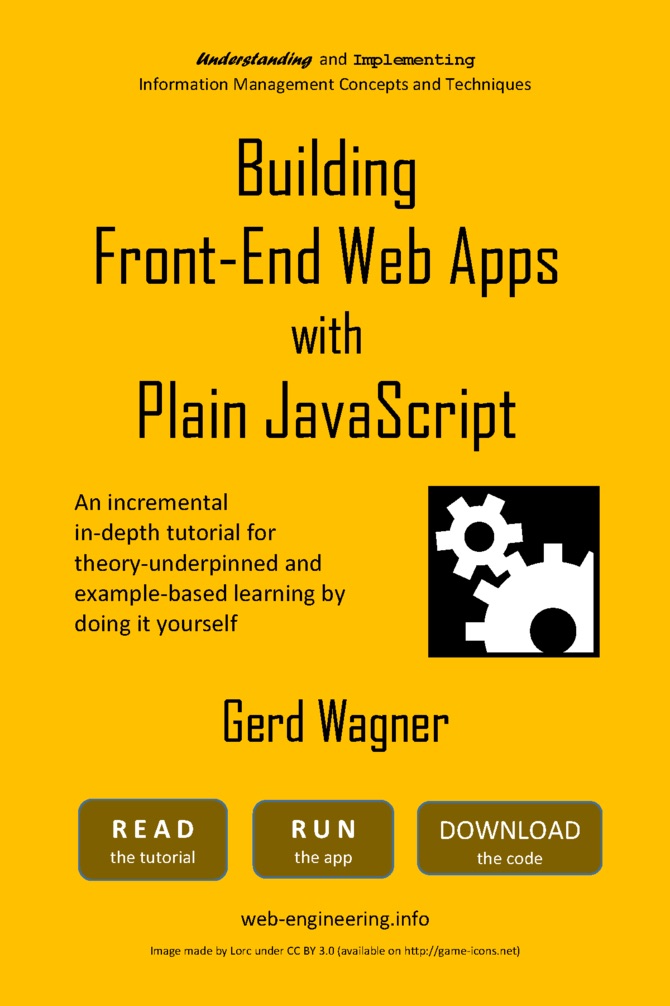 Understanding and Implementing
Information Management Concepts and Techniques
Building
Front-End Web Apps
with
Plain JavaScript
An incremental
in-depth tutorial for
theory-underpinned and
example-based learning by
doing it yourself
Gerd Wagner
READ
the tutorial
RUN
the app
DOWNLOAD
the code
web-engineering.info
Image made by Lorc under CC BY 3.0 (available on http://game-icons.net)